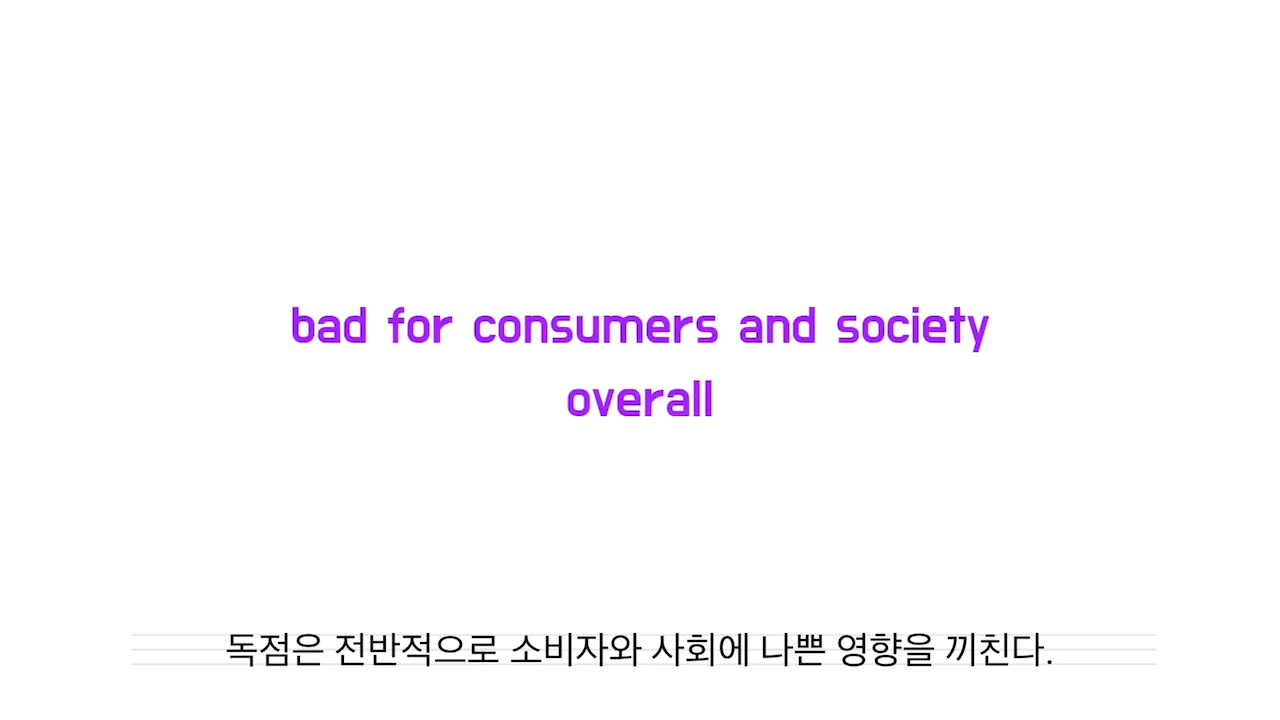 bad for consumers and society
overall
독점은 전반적으로 소비자와 사회에 나쁜 영향을 끼친다.